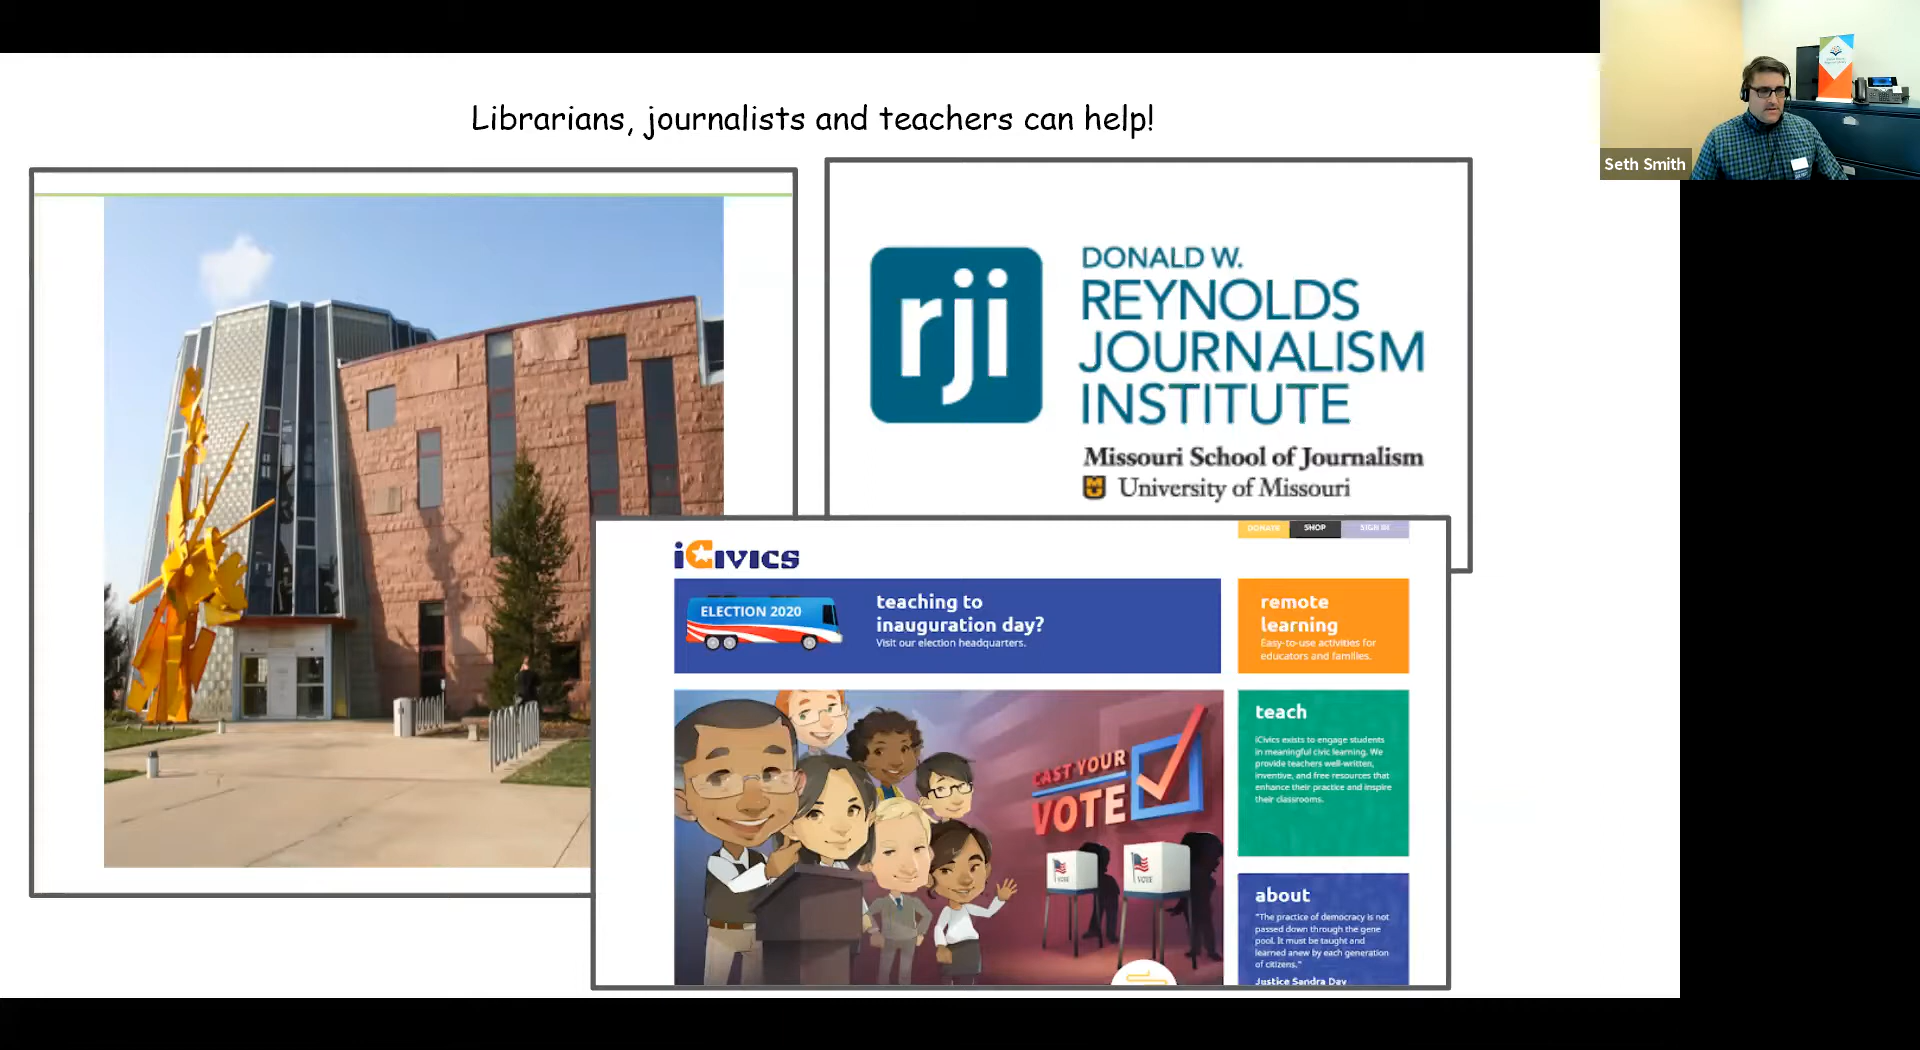 Librarians, journalists and teachers can help!
Seth Smith
rji
DONALD W.
REYNOLDS
JOURNALISM
INSTITUTE
Missouri School of Journalism
University of Missouri
DONATE
SHOP
SIGN IN
iCivics
ELECTION 2020
teaching to
inauguration day?
Visit our election headquarters.
remote
learning
Easy-to-use activities for
educators and families.
CAST YOUR
VOTE
VOTE
VOTE
teach
iCivics exists to engage students
in meaningful civic learning. We
provide teachers well-written,
inventive, and free resources that
enhance their practice and inspire
their classrooms.
about
"The practice of democracy is not
passed down through the gene
pool. It must be taught and
learned anew by each generation
of citizens."
Justice Sandra Day